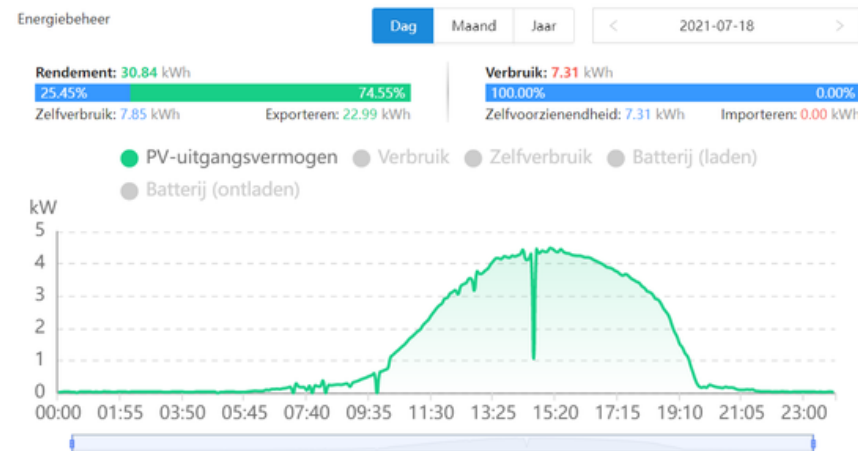 Energiebeheer
Dag Maand Jaar < 2021-07-18 >
Rendement: 30.84 kWh
25.45% 74.55%
Zelfverbruik: 7.85 kWh Exporteren: 22.99 kWh
Verbruik: 7.31 kWh
100.00% 0.00%
Zelfvoorzienendheid: 7.31 kWh Importeren: 0.00 kWh
PV-uitgangsvermogen Verbruik Zelfverbruik Batterij (laden)
Batterij (ontladen)
kW
5
4
3
2
1
0
00:00 01:55 03:50 05:45 07:40 09:35 11:30 13:25 15:20 17:15 19:10 21:05 23:00